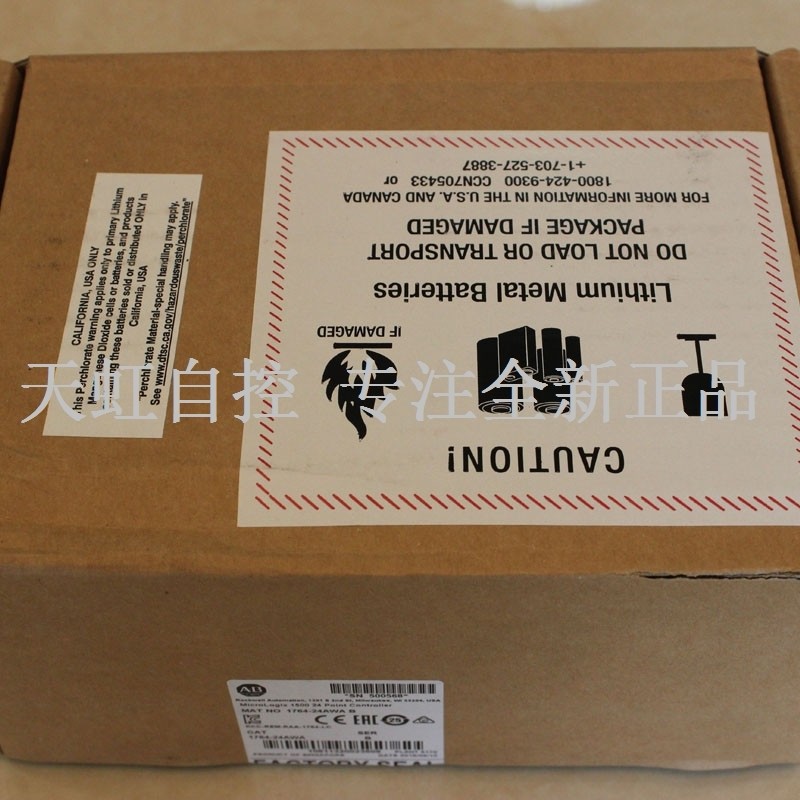 CALIFORNIA, USA ONLY
This Perchlorate warning applies only to primary Lithium
Dioxide cells or batteries, and products
these batteries sold or distributed ONLY in
California, USA
"Perchlorate Material-special handling may apply.
See www.dtsc.ca.gov/hazardouswaste/perchlorate"
CAUTION!
IF DAMAGED
Lithium Metal Batteries
DO NOT LOAD OR TRANSPORT
PACKAGE IF DAMAGED
FOR MORE INFORMATION IN THE U.S.A. AND CANADA
1800-424-9300 CCN705433 or
+1-703-527-3887
天虹自控 专注全新正品
AB
MicroLogix 1500 24 Point Controller
MAT NO 1764-24AWA B
CE EAC 25
CAT
SER
1764-24AWA
B
FACTORY SEAL